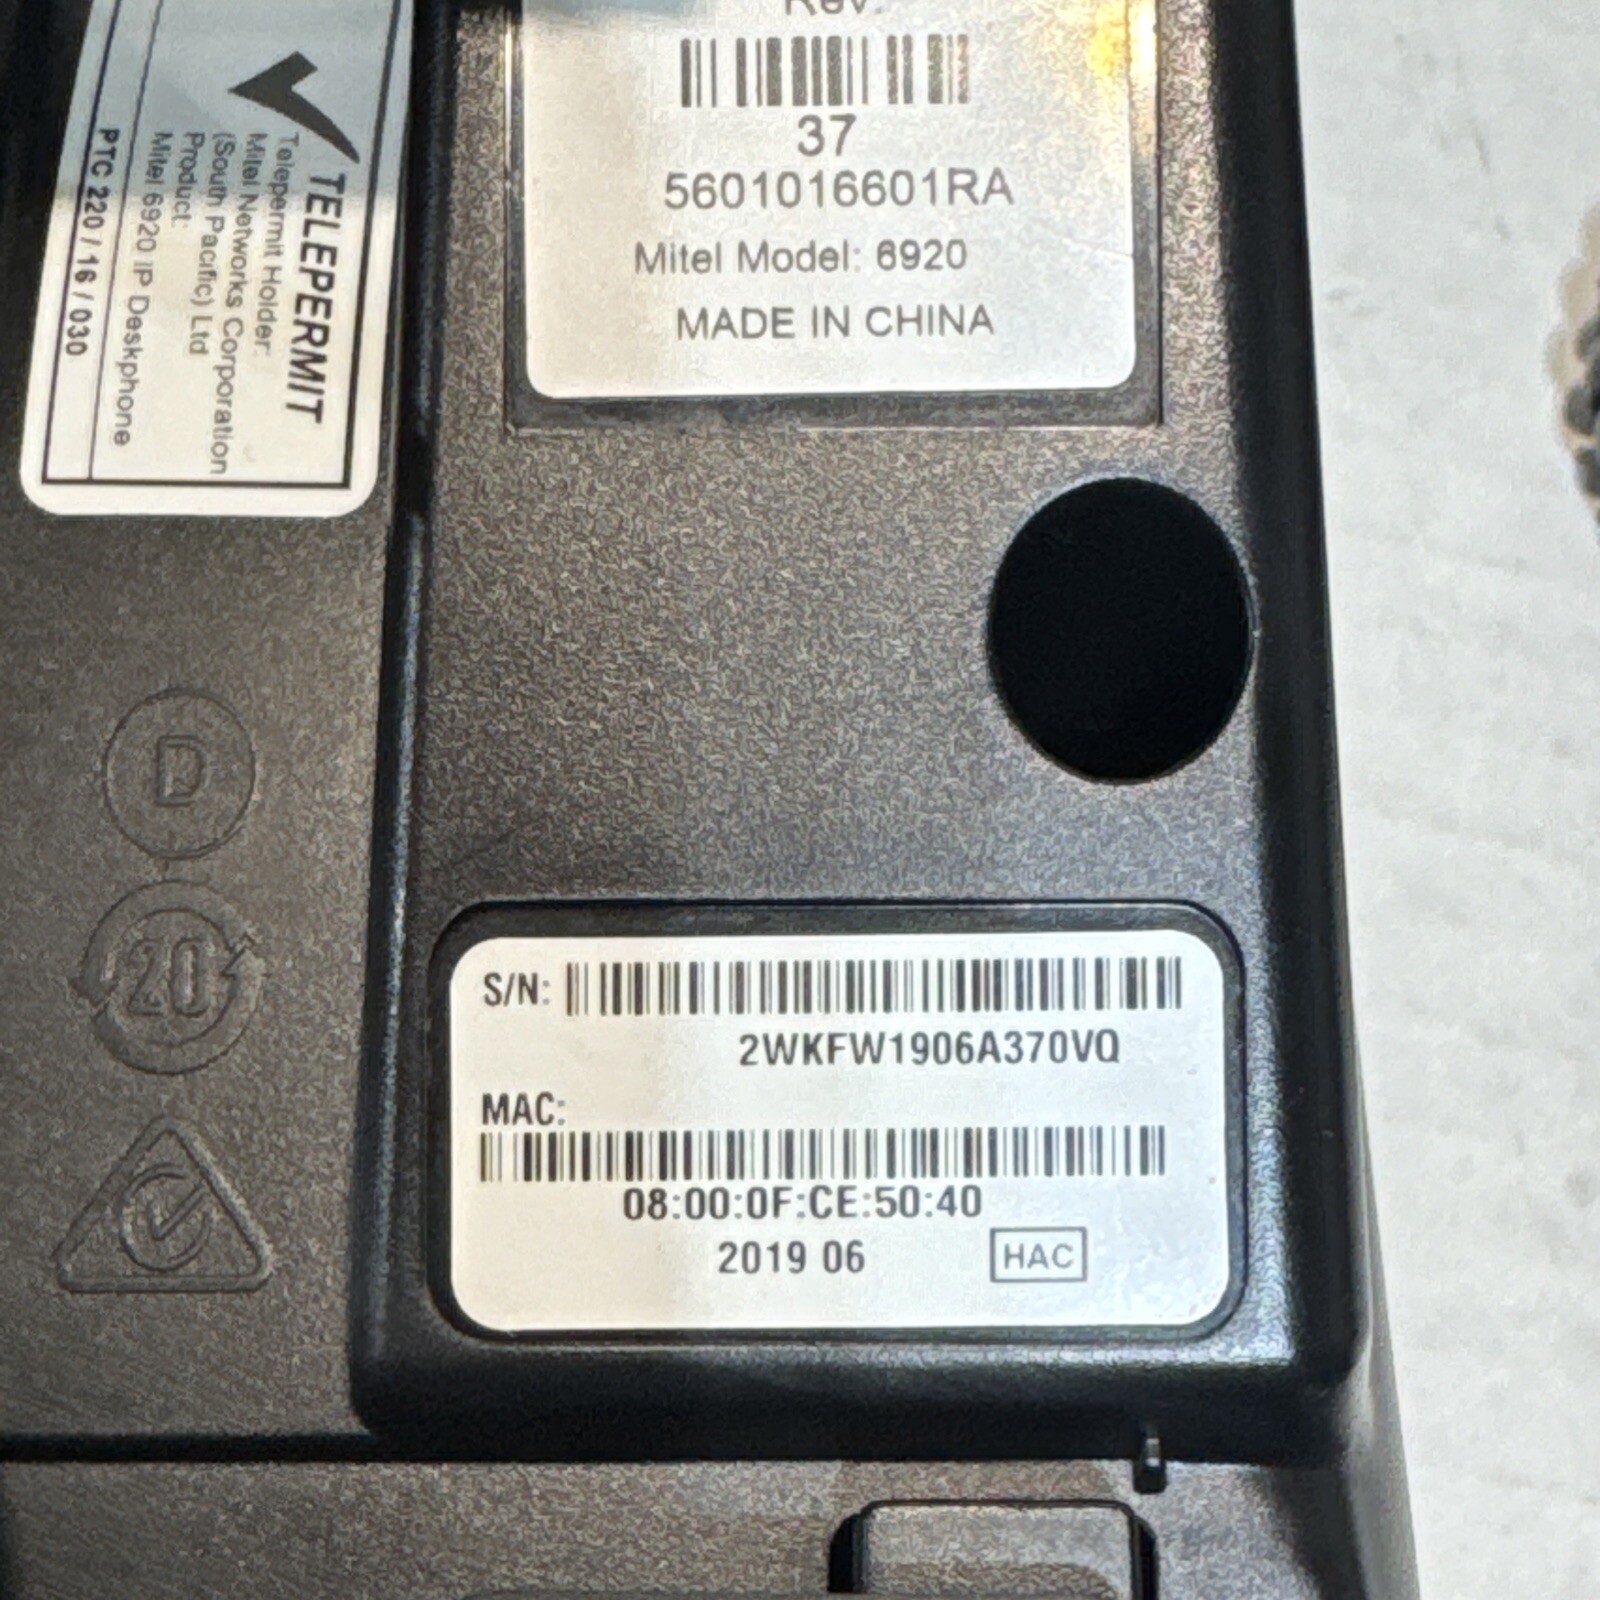 TELEPERMIT
Telepermit Holder:
Mitel Networks Corporation
(South Pacific) Ltd
Product:
Mitel 6920 IP Deskphone
PTC 220 / 16 / 030
Rev.
37
5601016601RA
Mitel Model: 6920
MADE IN CHINA
D
20
S/N:
2WKFW1906A370VQ
MAC:
08:00:0F:CE:50:40
2019 06
HAC